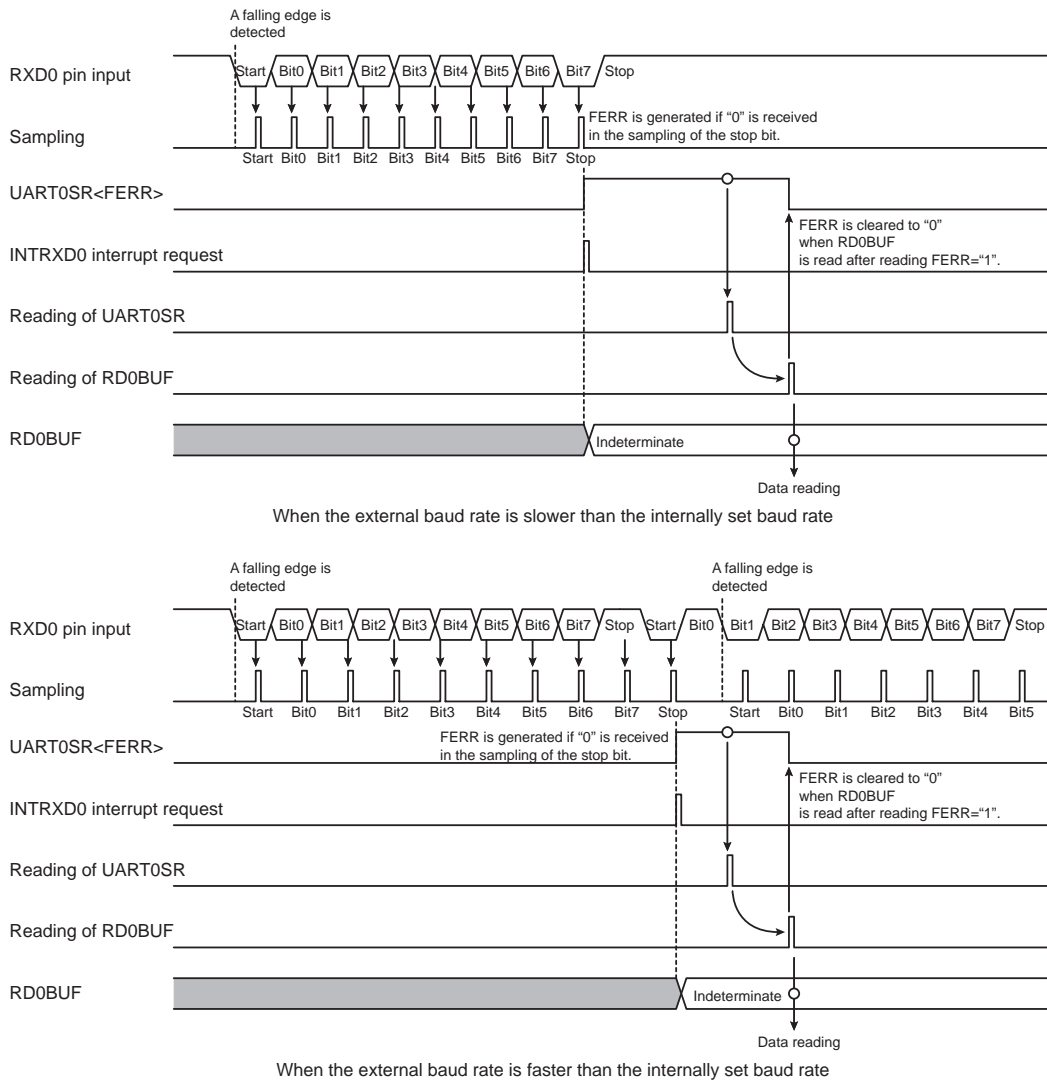 A falling edge is
detected
RXD0 pin input
Start Bit0 Bit1 Bit2 Bit3 Bit4 Bit5 Bit6 Bit7 Stop
FERR is generated if “0” is received
in the sampling of the stop bit.
Sampling
Start Bit0 Bit1 Bit2 Bit3 Bit4 Bit5 Bit6 Bit7 Stop
UART0SR<FERR>
FERR is cleared to “0”
when RD0BUF
is read after reading FERR=“1”.
INTRXD0 interrupt request
Reading of UART0SR
Reading of RD0BUF
RD0BUF
Indeterminate
Data reading
When the external baud rate is slower than the internally set baud rate
A falling edge is
detected
A falling edge is
detected
RXD0 pin input
Start Bit0 Bit1 Bit2 Bit3 Bit4 Bit5 Bit6 Bit7 Stop Start Bit0 Bit1 Bit2 Bit3 Bit4 Bit5 Bit6 Bit7 Stop
Sampling
Start Bit0 Bit1 Bit2 Bit3 Bit4 Bit5 Bit6 Bit7 Stop Start Bit0 Bit1 Bit2 Bit3 Bit4 Bit5
UART0SR<FERR>
FERR is generated if “0” is received
in the sampling of the stop bit.
FERR is cleared to “0”
when RD0BUF
is read after reading FERR=“1”.
INTRXD0 interrupt request
Reading of UART0SR
Reading of RD0BUF
RD0BUF
Indeterminate
Data reading
When the external baud rate is faster than the internally set baud rate